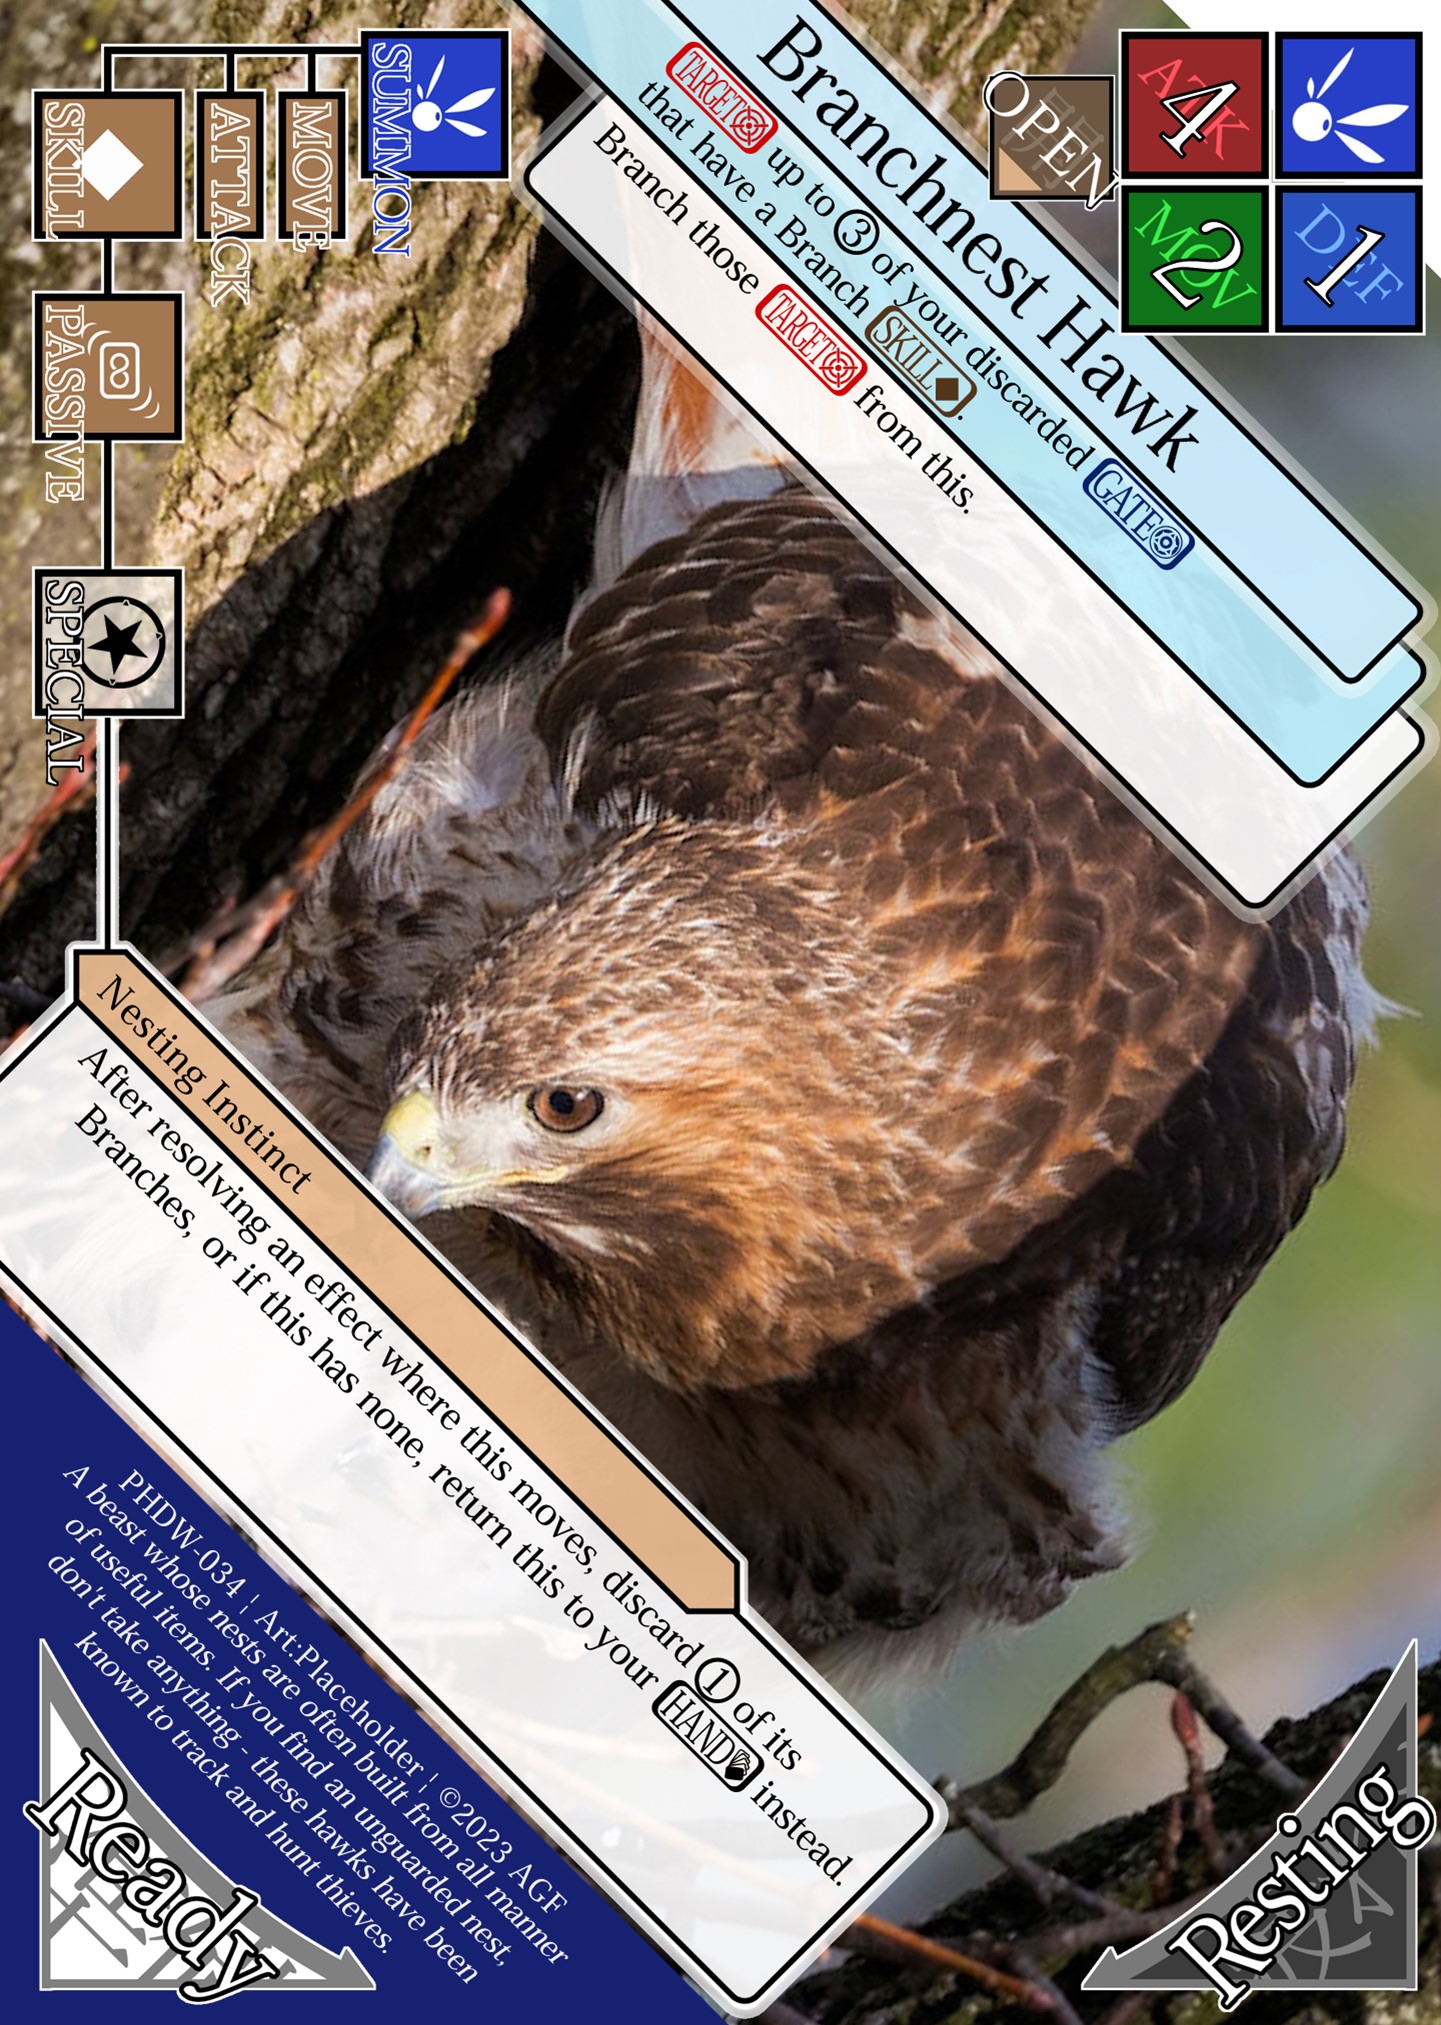 SUMMON
MOVE
ATTACK
SKILL
PASSIVE
SPECIAL
OPEN
ATK
4
MOV
2
DEF
1
Branchnest Hawk
TARGET up to 3 of your discarded GATE
that have a Branch SKILL.
Branch those TARGET from this.
Nesting Instinct
After resolving an effect where this moves, discard 1 of its
Branches, or if this has none, return this to your HAND instead.
PHDW-034 ¦ Art:Placeholder ¦ ©2023 AGF
A beast whose nests are often built from all manner
of useful items. If you find an unguarded nest,
don't take anything - these hawks have been
known to track and hunt thieves.
Ready
Resting